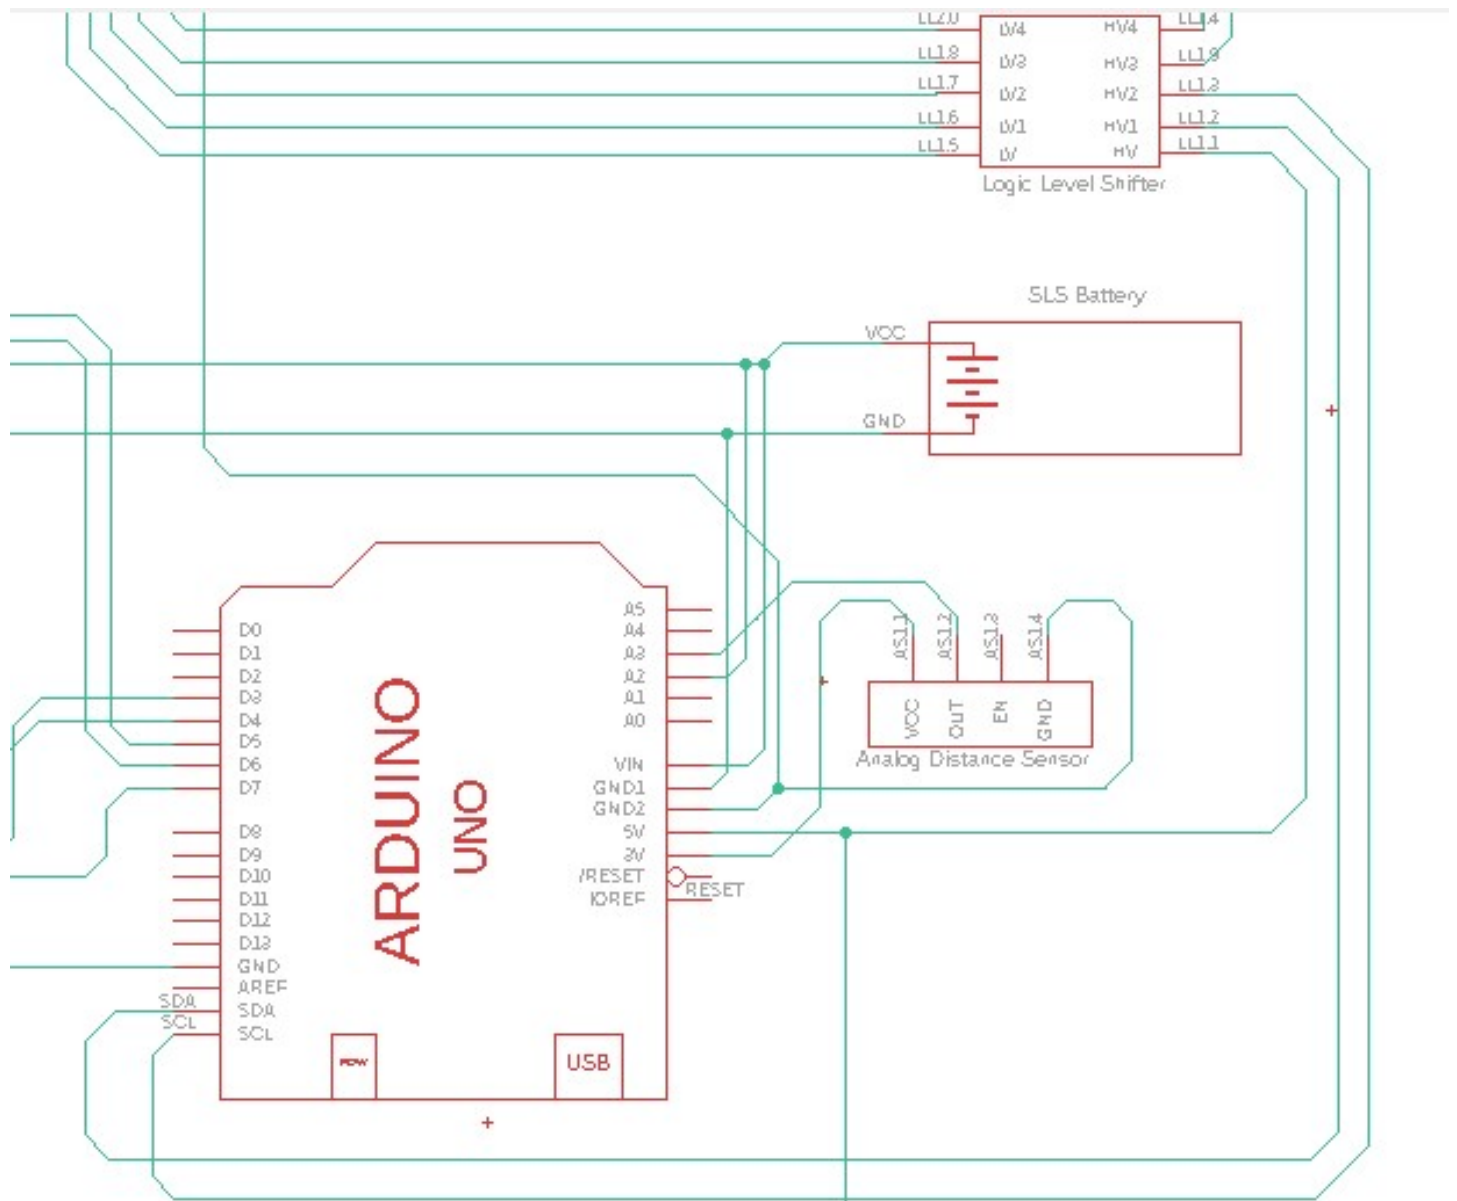 LL2.0 LV4 HV4 LL1.4
LL1.8 LV3 HV3 LL1.9
LL1.7 LV2 HV2 LL1.3
LL1.6 LV1 HV1 LL1.2
LL1.5 LV HV LL1.1
Logic Level Shifter
SLS Battery
VCC
GND
ARDUINO
UNO
D0
D1
D2
D3
D4
D5
D6
D7
D8
D9
D10
D11
D12
D13
GND
AREF
SDA SDA
SCL SCL
A5
A4
A3
A2
A1
A0
VIN
GND1
GND2
5V
3V
/RESET
RESET
IOREF
POW
USB
AS1.1 AS1.2 AS1.3 AS1.4
VCC OUT EN GND
Analog Distance Sensor